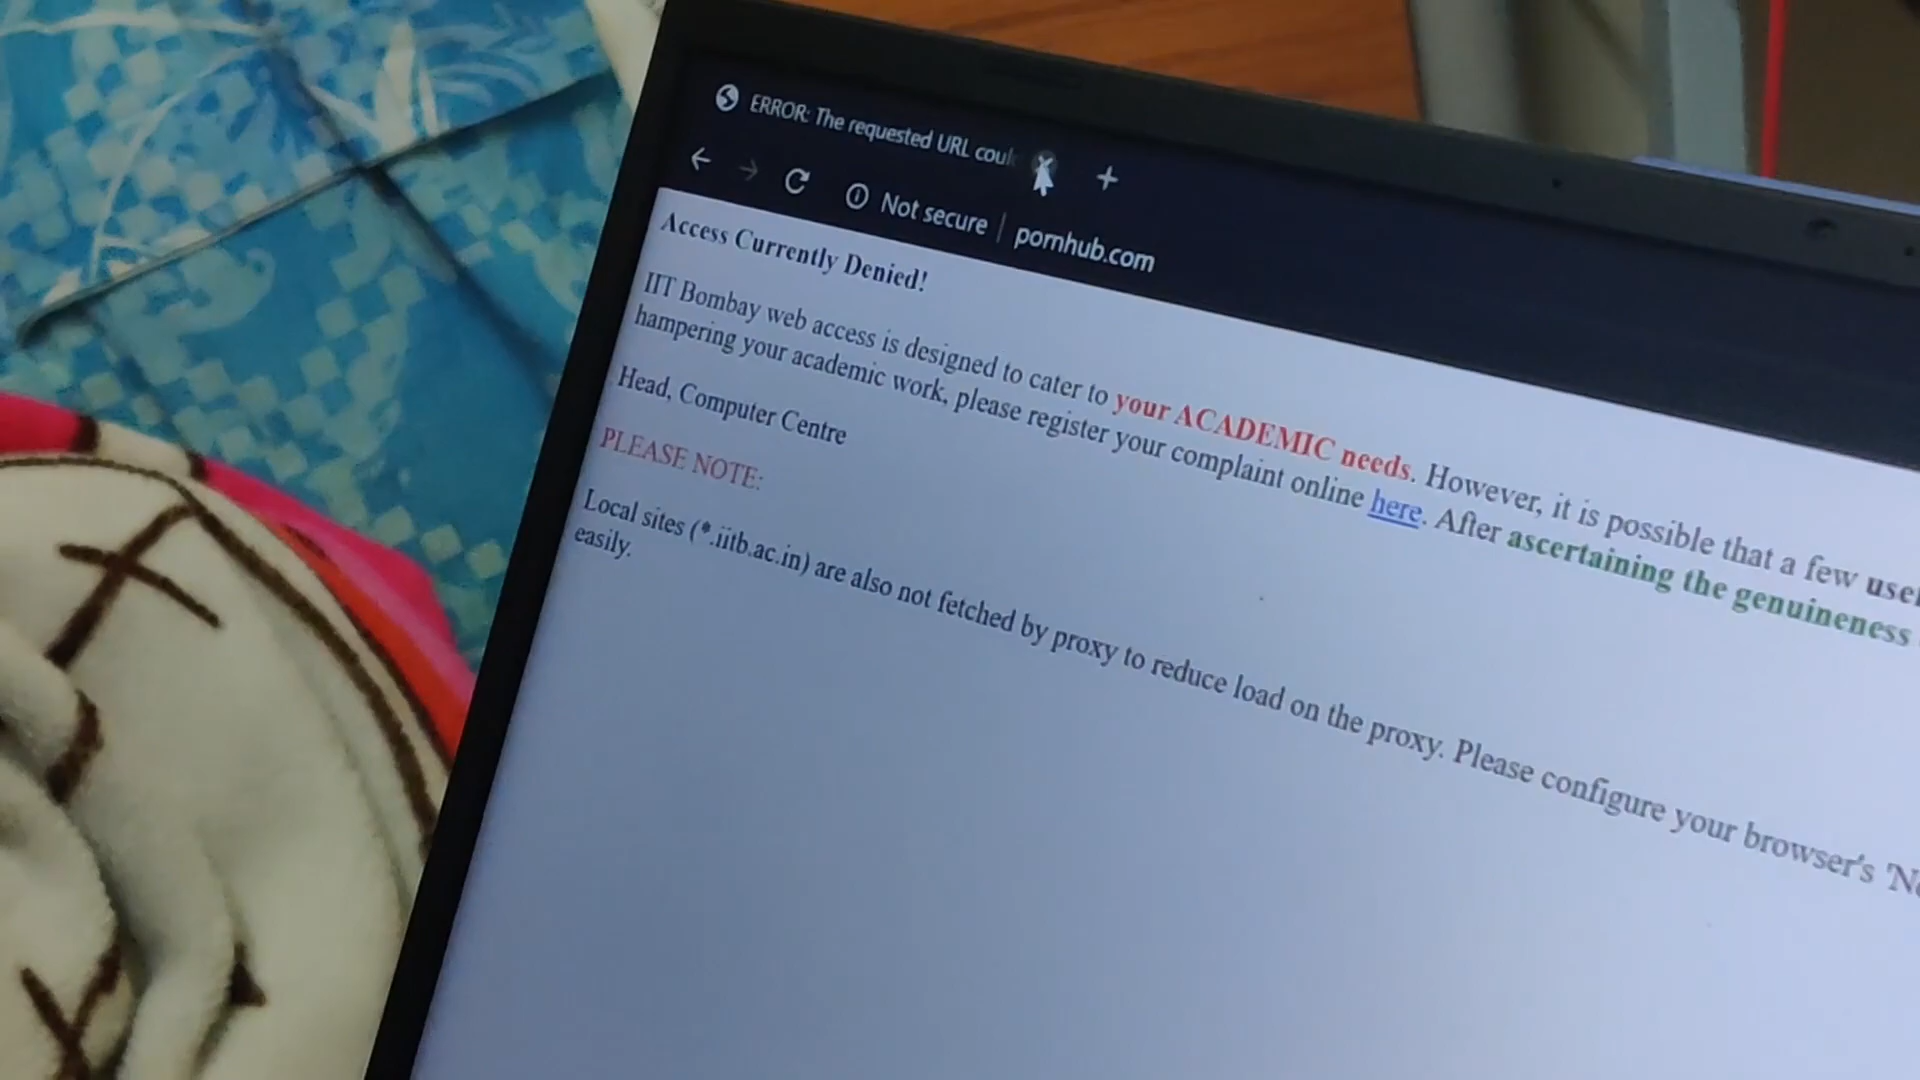 ERROR: The requested URL coul
Not secure | pornhub.com
Access Currently Denied!
IIT Bombay web access is designed to cater to your ACADEMIC needs. However, it is possible that a few
hampering your academic work, please register your complaint online here. After ascertaining the genuineness
Head, Computer Centre
PLEASE NOTE:
Local sites (*.iitb.ac.in) are also not fetched by proxy to reduce load on the proxy. Please configure your browser's
easily.